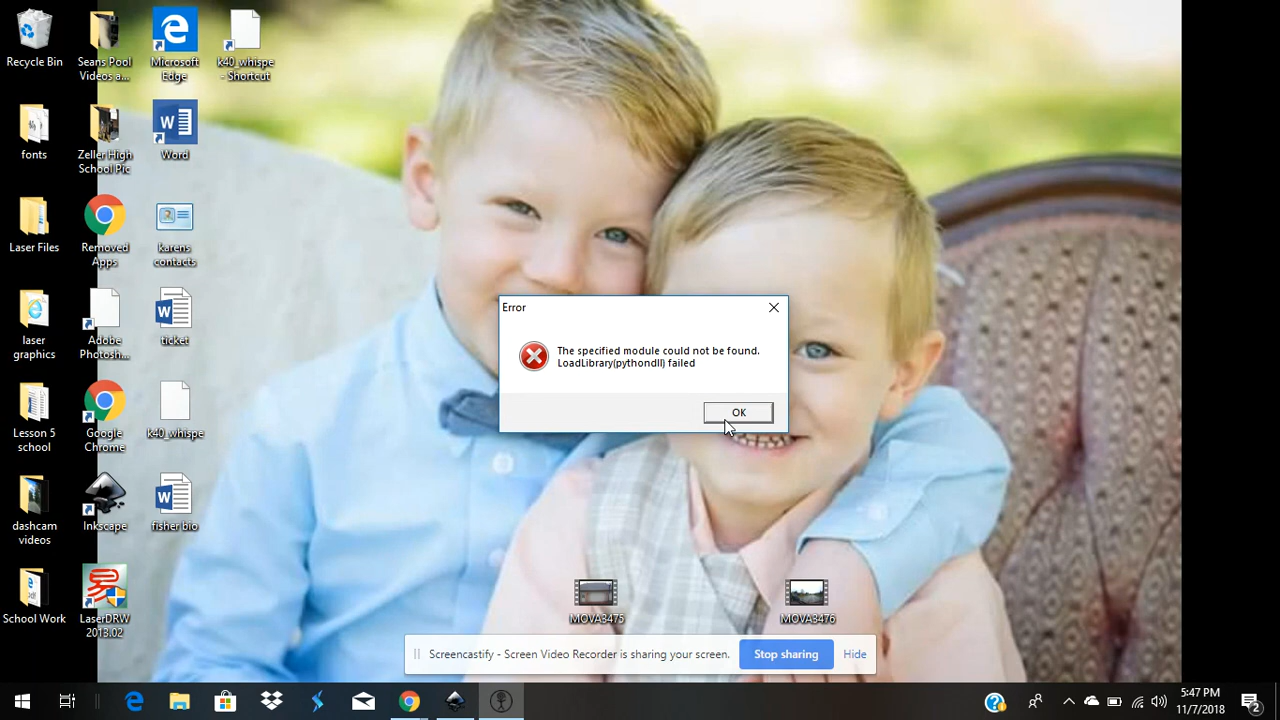 Recycle Bin
Seans Pool
Videos a...
Microsoft
Edge
k40_whispe
- Shortcut
fonts
Zeller High
School Pic
Word
Laser Files
Removed
Apps
karens
contacts
laser
graphics
Adobe
Photosh...
ticket
Lesson 5
school
Google
Chrome
k40_whispe
dashcam
videos
Inkscape
fisher bio
School Work
LaserDRW
2013.02
Error
The specified module could not be found.
LoadLibrary(pythondll) failed
OK
MOVA3475
MOVA3476
Screencastify - Screen Video Recorder is sharing your screen.
Stop sharing
Hide
5:47 PM
11/7/2018
2